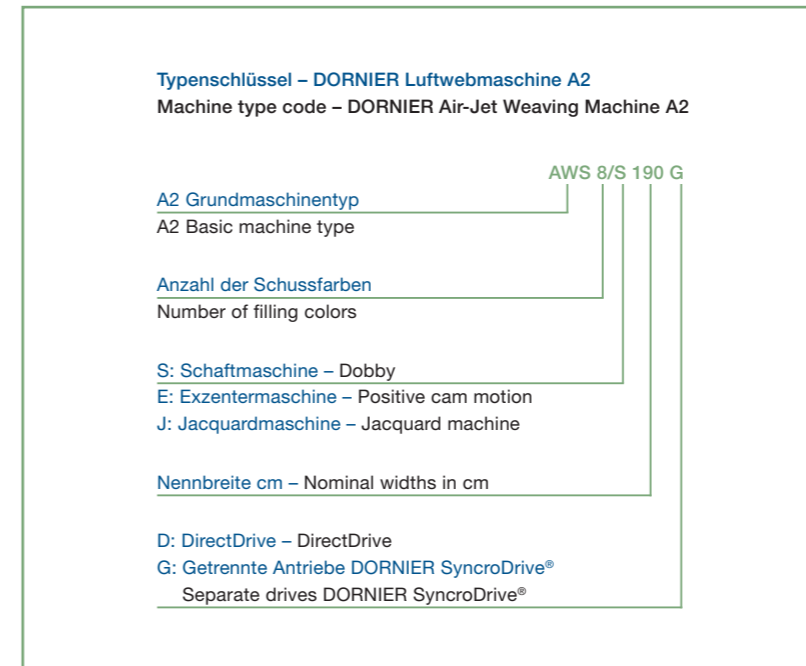 Typenschlüssel – DORNIER Luftwebmaschine A2
Machine type code – DORNIER Air-Jet Weaving Machine A2
AWS 8/S 190 G
A2 Grundmaschinentyp
A2 Basic machine type
Anzahl der Schussfarben
Number of filling colors
S: Schaftmaschine – Dobby
E: Exzentermaschine – Positive cam motion
J: Jacquardmaschine – Jacquard machine
Nennbreite cm – Nominal widths in cm
D: DirectDrive – DirectDrive
G: Getrennte Antriebe DORNIER SyncroDrive®
Separate drives DORNIER SyncroDrive®